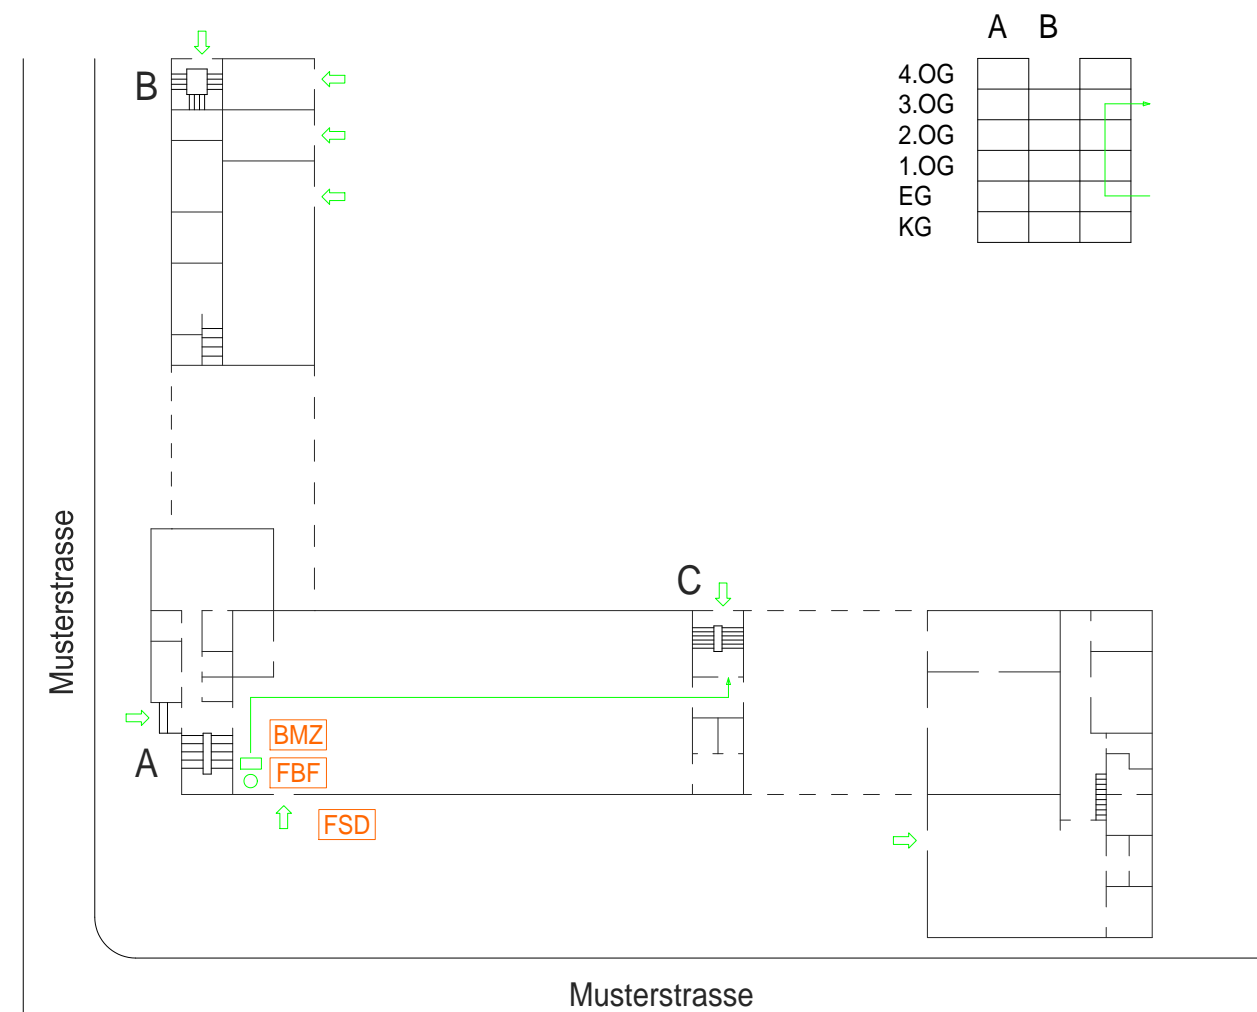 A B
4.OG
3.OG
2.OG
1.OG
EG
KG
B
Musterstrasse
C
A
BMZ
FBF
FSD
Musterstrasse